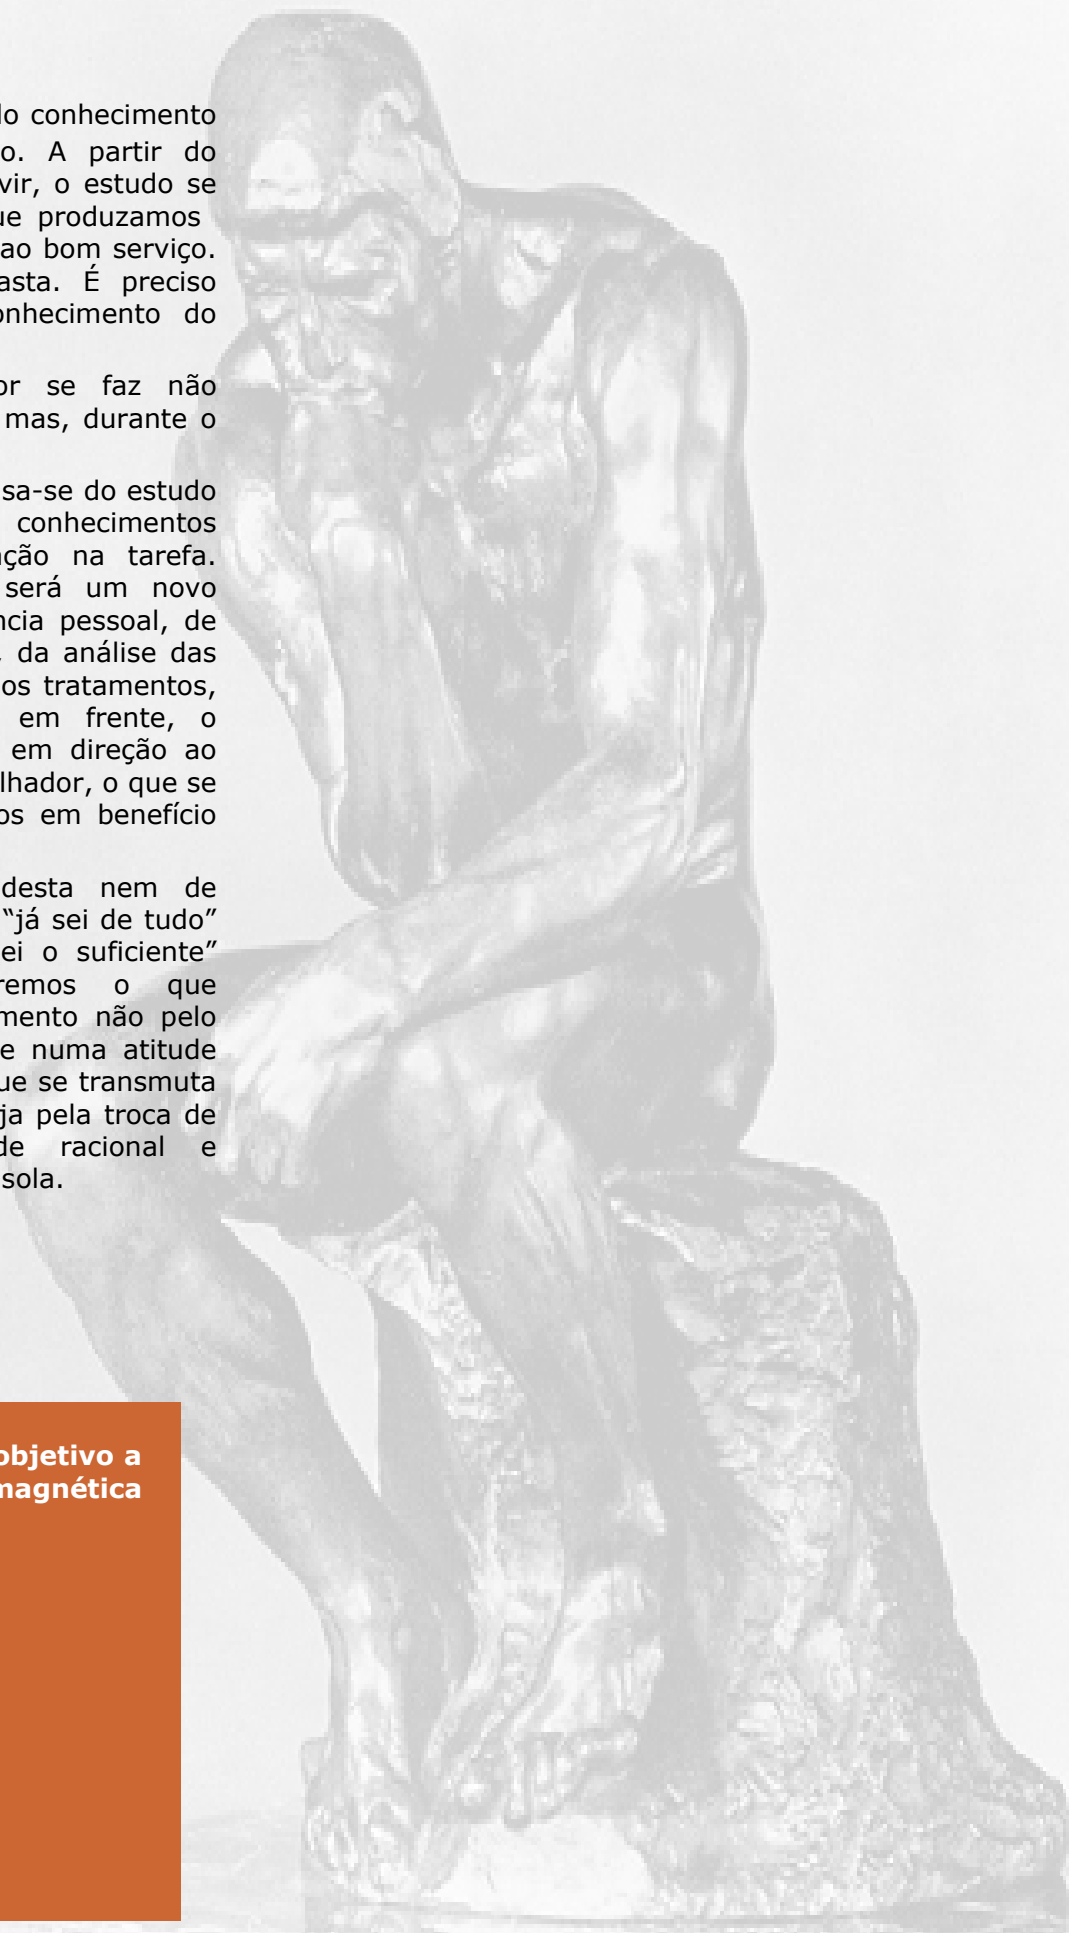 lo conhecimento
o. A partir do
vir, o estudo se
ue produzamos
ao bom serviço.
asta. É preciso
onhecimento do
or se faz não
mas, durante o
sa-se do estudo
conhecimentos
ação na tarefa.
será um novo
ncia pessoal, de
da análise das
os tratamentos,
em frente, o
em direção ao
lhador, o que se
os em benefício
desta nem de
“já sei de tudo”
ei o suficiente”
remos o que
mento não pelo
e numa atitude
ue se transmuta
ja pela troca de
de racional e
sola.
objetivo a
magnética